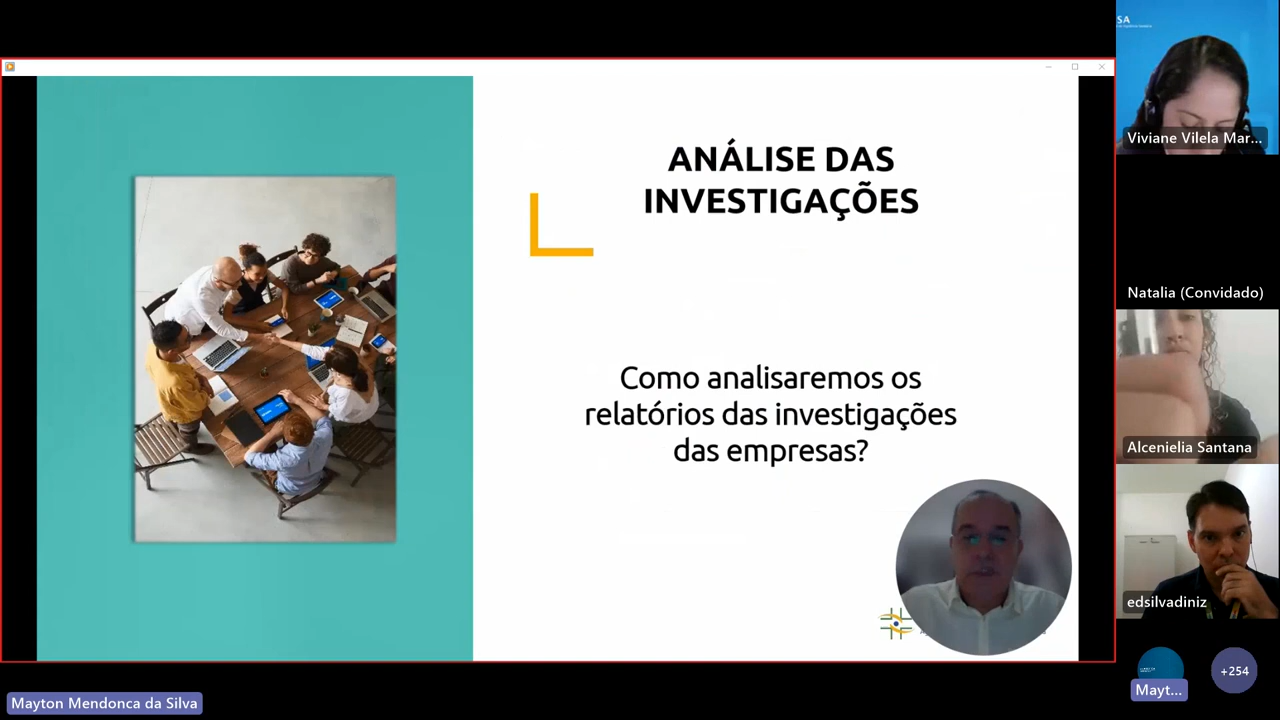 ANÁLISE DAS
INVESTIGAÇÕES
Como analisaremos os
relatórios das investigações
das empresas?
SA
Viviane Vilela Mar...
Natalia (Convidado)
Alcenielia Santana
edsilvadiniz
Mayt...
+254
Mayton Mendonca da Silva